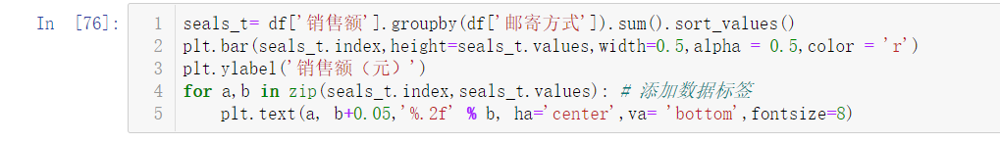 In [76]:
1 seals_t= df['销售额'].groupby(df['邮寄方式']).sum().sort_values()
2 plt.bar(seals_t.index,height=seals_t.values,width=0.5,alpha = 0.5,color = 'r')
3 plt.ylabel('销售额（元）')
4 for a,b in zip(seals_t.index,seals_t.values): # 添加数据标签
5     plt.text(a, b+0.05,'%.2f' % b, ha='center',va= 'bottom',fontsize=8)